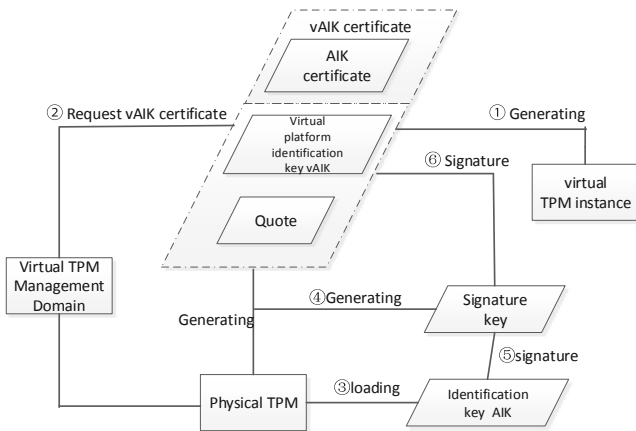 vAIK certificate
AIK
certificate
② Request vAIK certificate
① Generating
Virtual
platform
identification
key vAIK
⑥ Signature
virtual
TPM instance
Quote
Virtual TPM
Management
Domain
④Generating
Signature
key
Generating
⑤signature
③loading
Physical TPM
Identification
key AIK